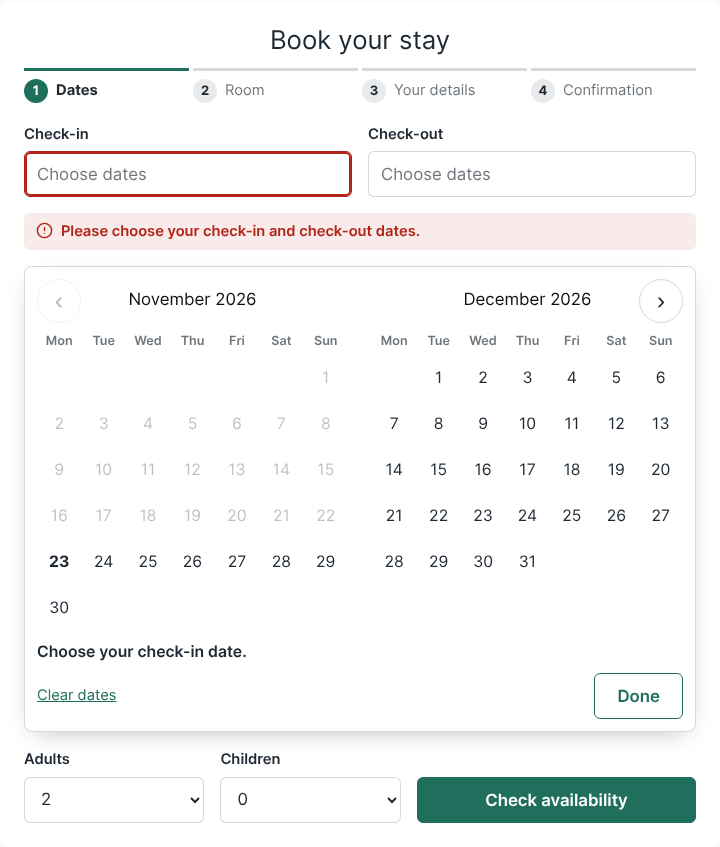 Book your stay
1 Dates 2 Room 3 Your details 4 Confirmation
Check-in Check-out
Choose dates Choose dates
Please choose your check-in and check-out dates.
‹ November 2026 December 2026 ›
Mon Tue Wed Thu Fri Sat Sun Mon Tue Wed Thu Fri Sat Sun
1 1 2 3 4 5 6
2 3 4 5 6 7 8 7 8 9 10 11 12 13
9 10 11 12 13 14 15 14 15 16 17 18 19 20
16 17 18 19 20 21 22 21 22 23 24 25 26 27
23 24 25 26 27 28 29 28 29 30 31
30
Choose your check-in date.
Clear dates Done
Adults Children
2 0 Check availability